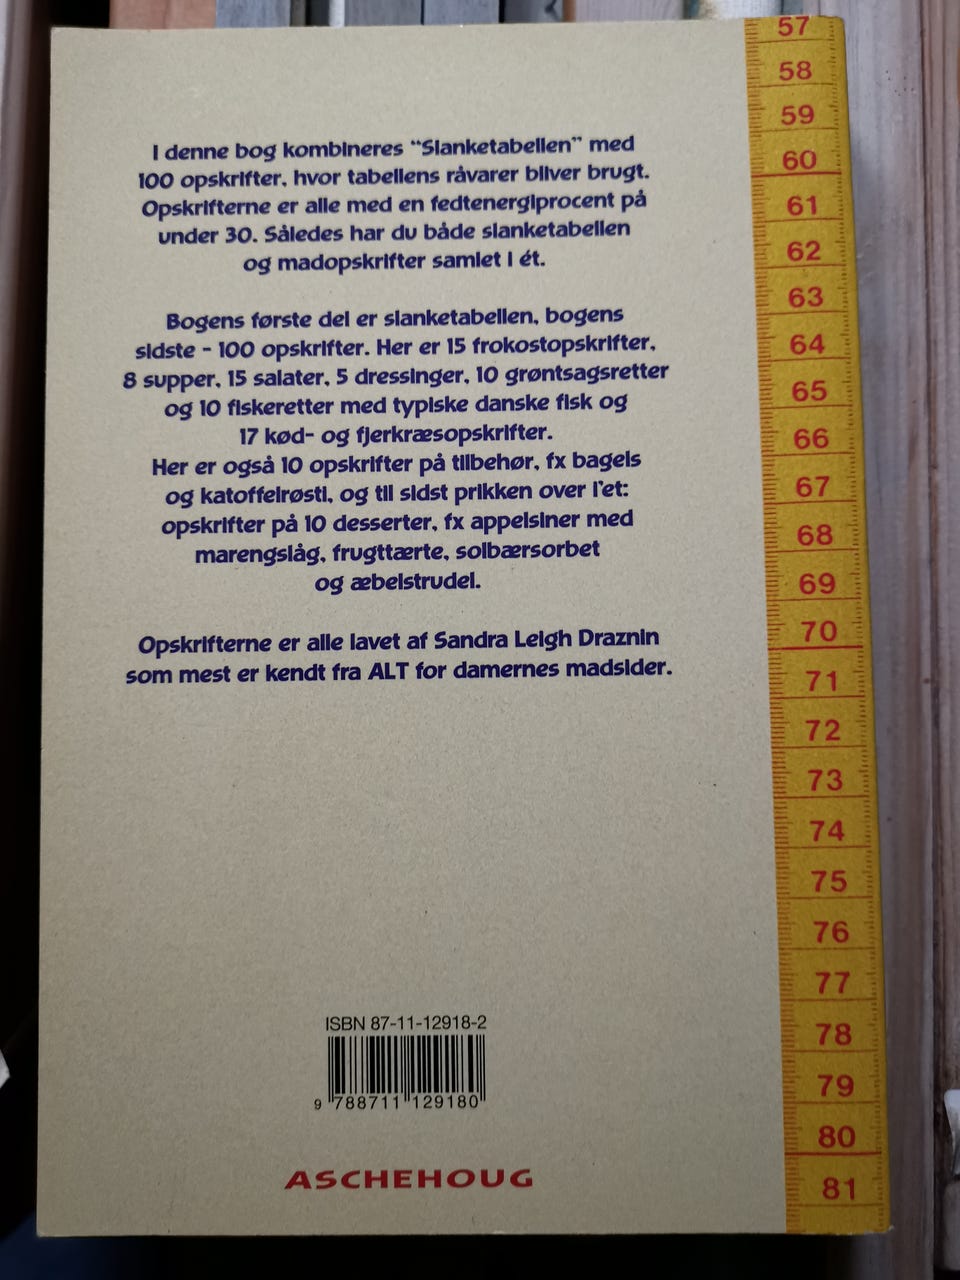 I denne bog kombineres "Slanketabellen" med
100 opskrifter, hvor tabellens råvarer bliver brugt.
Opskrifterne er alle med en fedtenergiprocent på
under 30. Således har du både slanketabellen
og madopskrifter samlet i ét.
Bogens første del er slanketabellen, bogens
sidste - 100 opskrifter. Her er 15 frokostopskrifter,
8 supper, 15 salater, 5 dressinger, 10 grøntsagsretter
og 10 fiskeretter med typiske danske fisk og
17 kød- og fjerkræsopskrifter.
Her er også 10 opskrifter på tilbehør, fx bagels
og katoffelrøsti, og til sidst prikken over i'et:
opskrifter på 10 desserter, fx appelsiner med
marengslåg, frugttærte, solbærsorbet
og æbelstrudel.
Opskrifterne er alle lavet af Sandra Leigh Draznin
som mest er kendt fra ALT for damernes madsider.
ISBN 87-11-12918-2
9 788711 129180
ASCHEHOUG
57
58
59
60
61
62
63
64
65
66
67
68
69
70
71
72
73
74
75
76
77
78
79
80
81